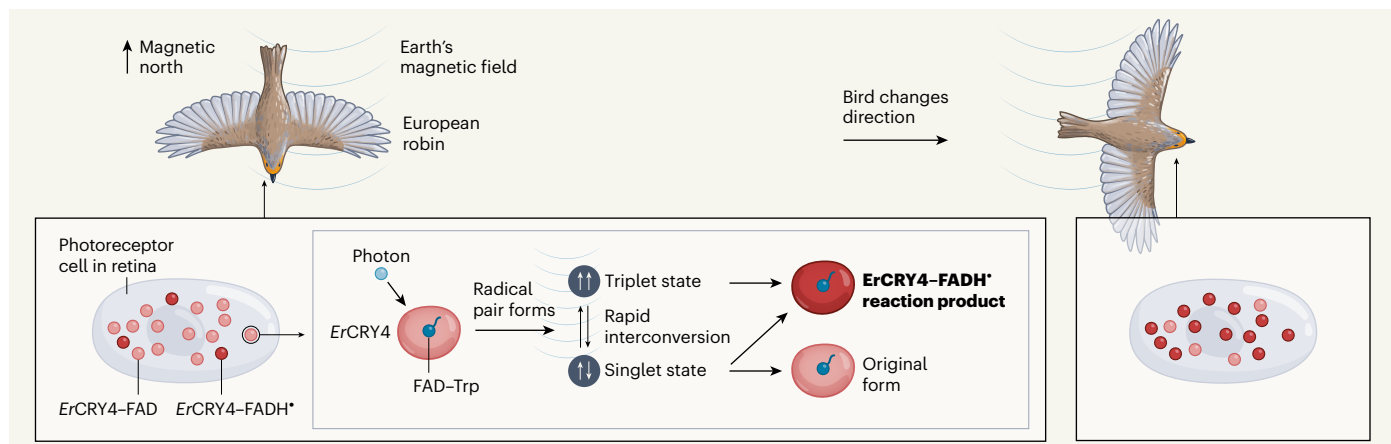 Magnetic
north
Earth's
magnetic field
European
robin
Bird changes
direction
Photoreceptor
cell in retina
ErCRY4–FAD
ErCRY4–FADH•
Photon
ErCRY4
FAD–Trp
Radical
pair forms
Triplet state
Rapid
interconversion
Singlet state
ErCRY4–FADH•
reaction product
Original
form